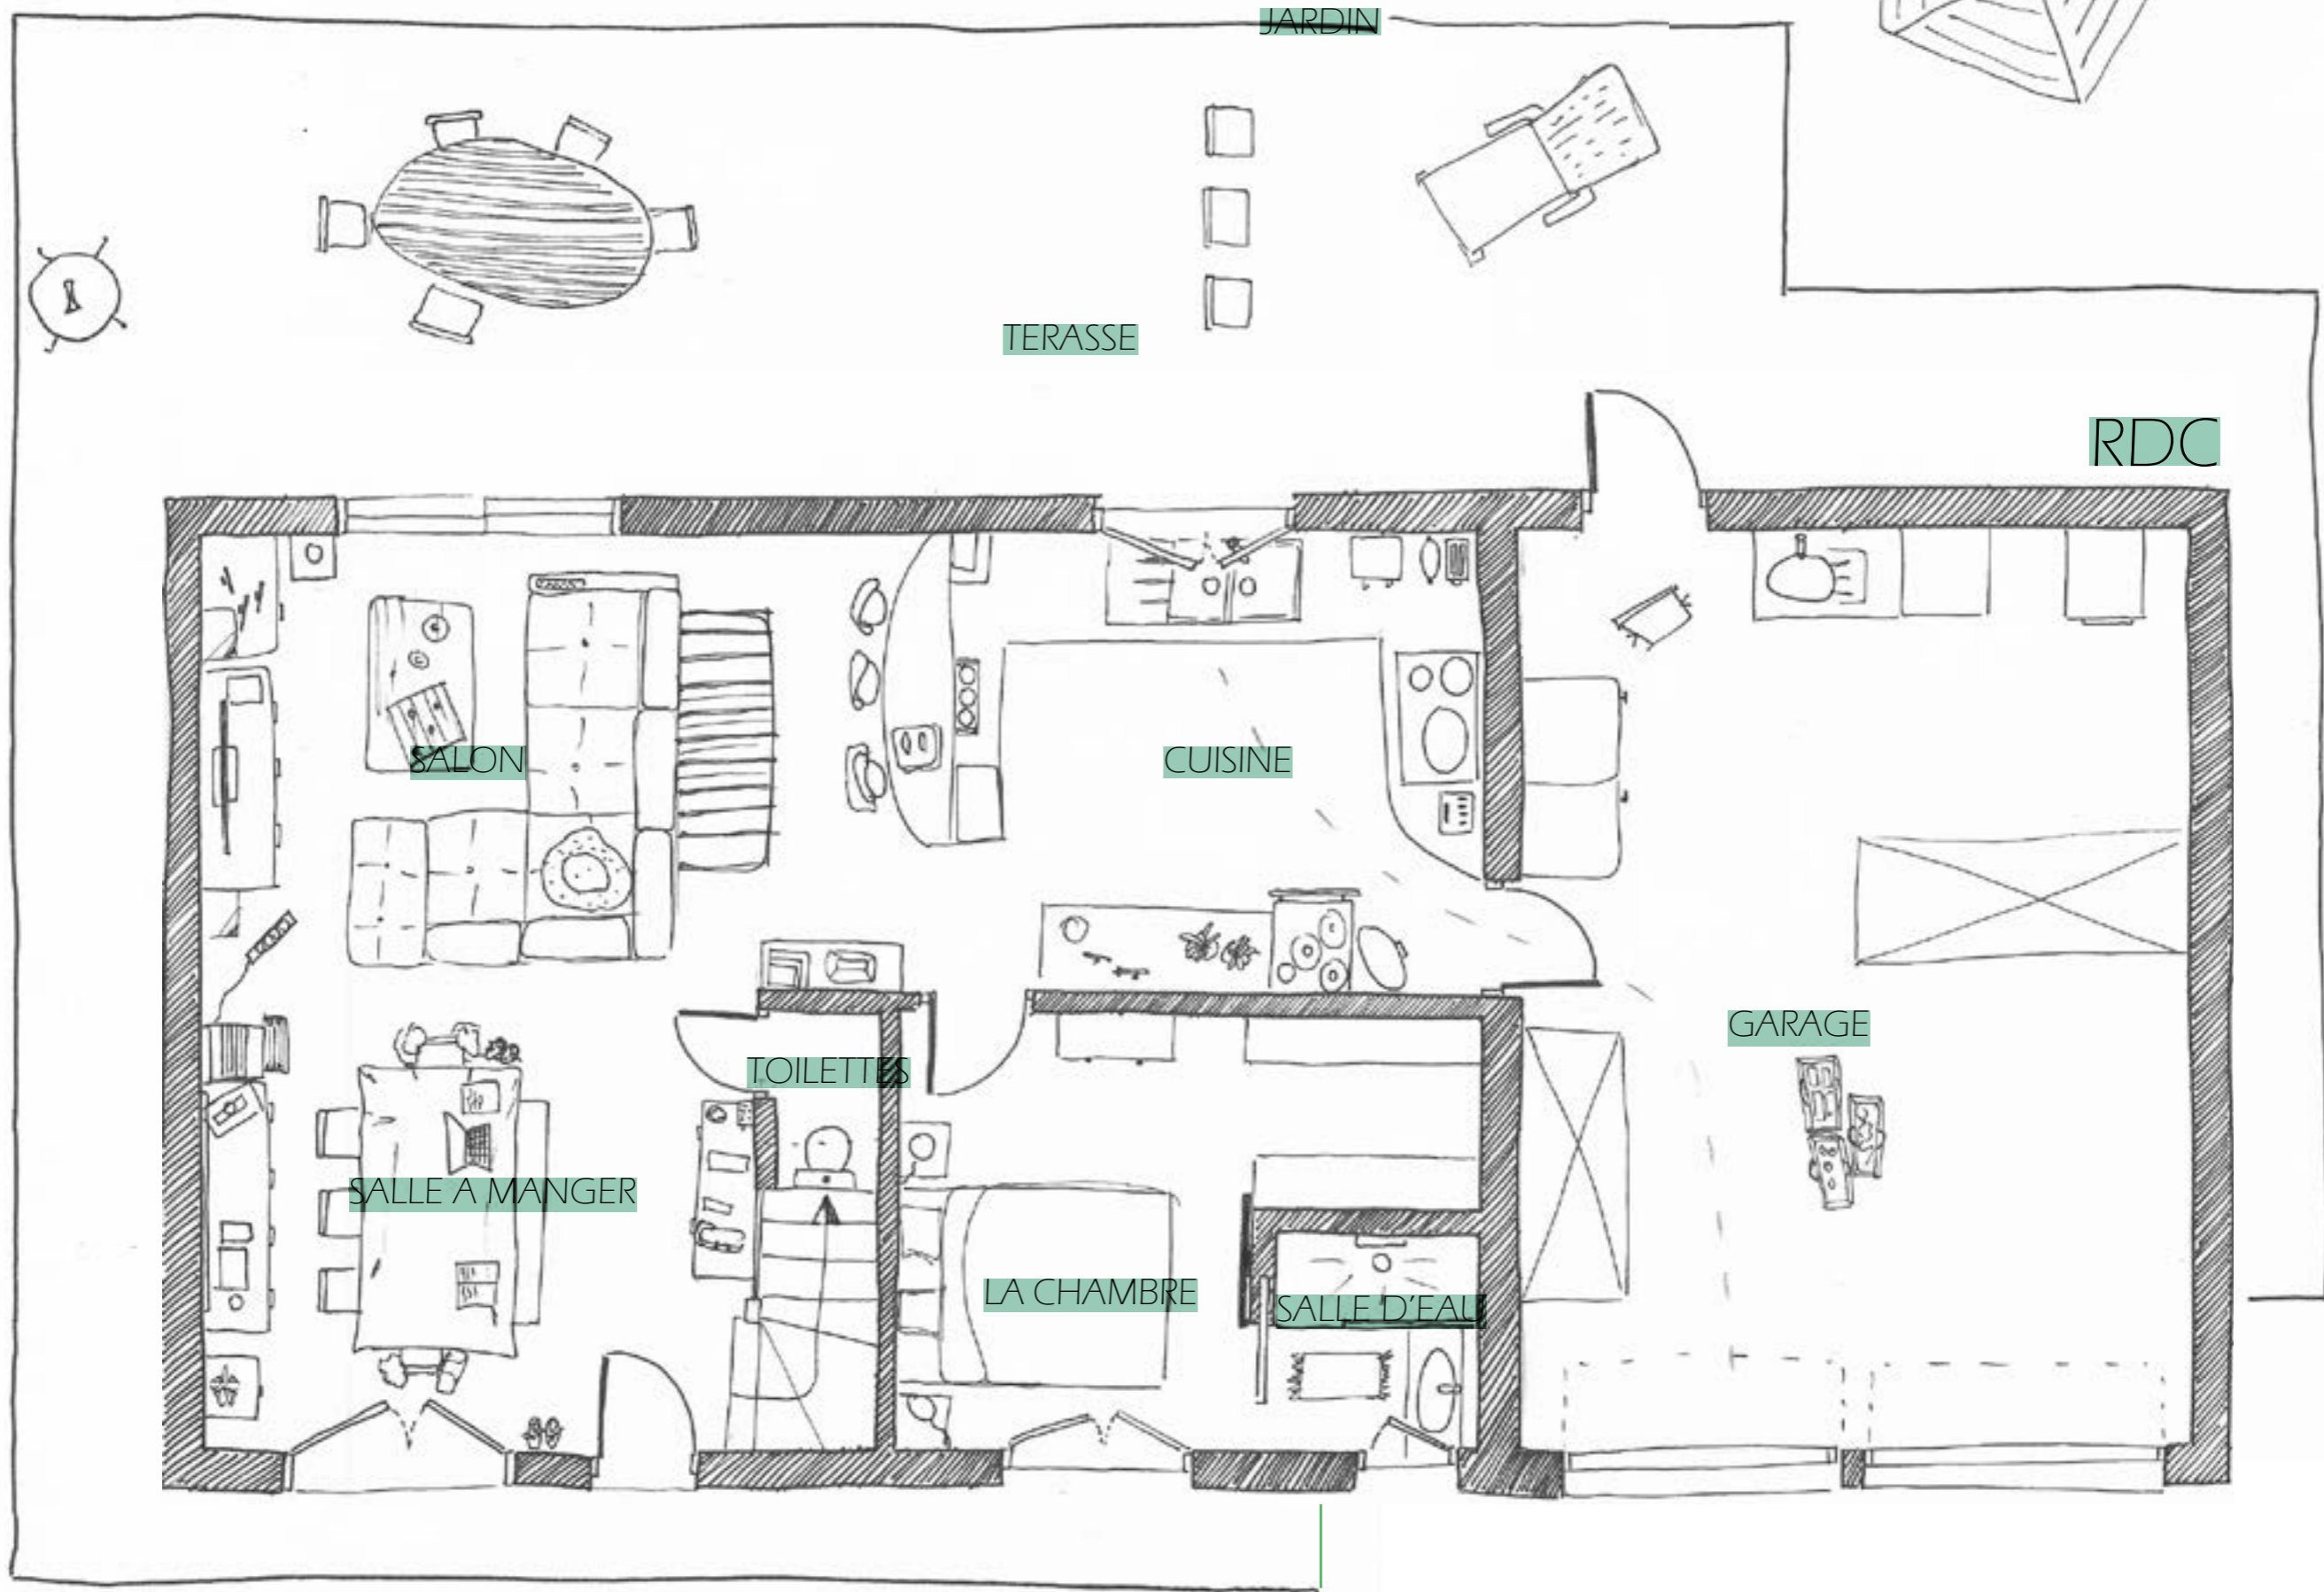 JARDIN
TERASSE
RDC
SALON
CUISINE
GARAGE
TOILETTES
SALLE A MANGER
LA CHAMBRE
SALLE D'EAU